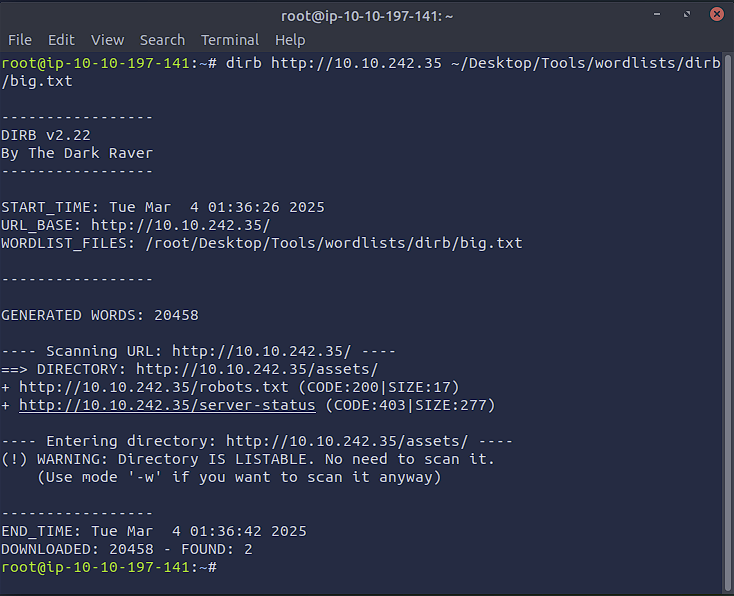 root@ip-10-10-197-141: ~
File Edit View Search Terminal Help
root@ip-10-10-197-141:~# dirb http://10.10.242.35 ~/Desktop/Tools/wordlists/dirb
/big.txt
-----------------
DIRB v2.22
By The Dark Raver
-----------------
START_TIME: Tue Mar  4 01:36:26 2025
URL_BASE: http://10.10.242.35/
WORDLIST_FILES: /root/Desktop/Tools/wordlists/dirb/big.txt
-----------------
GENERATED WORDS: 20458
---- Scanning URL: http://10.10.242.35/ ----
==> DIRECTORY: http://10.10.242.35/assets/
+ http://10.10.242.35/robots.txt (CODE:200|SIZE:17)
+ http://10.10.242.35/server-status (CODE:403|SIZE:277)
---- Entering directory: http://10.10.242.35/assets/ ----
(!) WARNING: Directory IS LISTABLE. No need to scan it.
    (Use mode '-w' if you want to scan it anyway)
-----------------
END_TIME: Tue Mar  4 01:36:42 2025
DOWNLOADED: 20458 - FOUND: 2
root@ip-10-10-197-141:~#